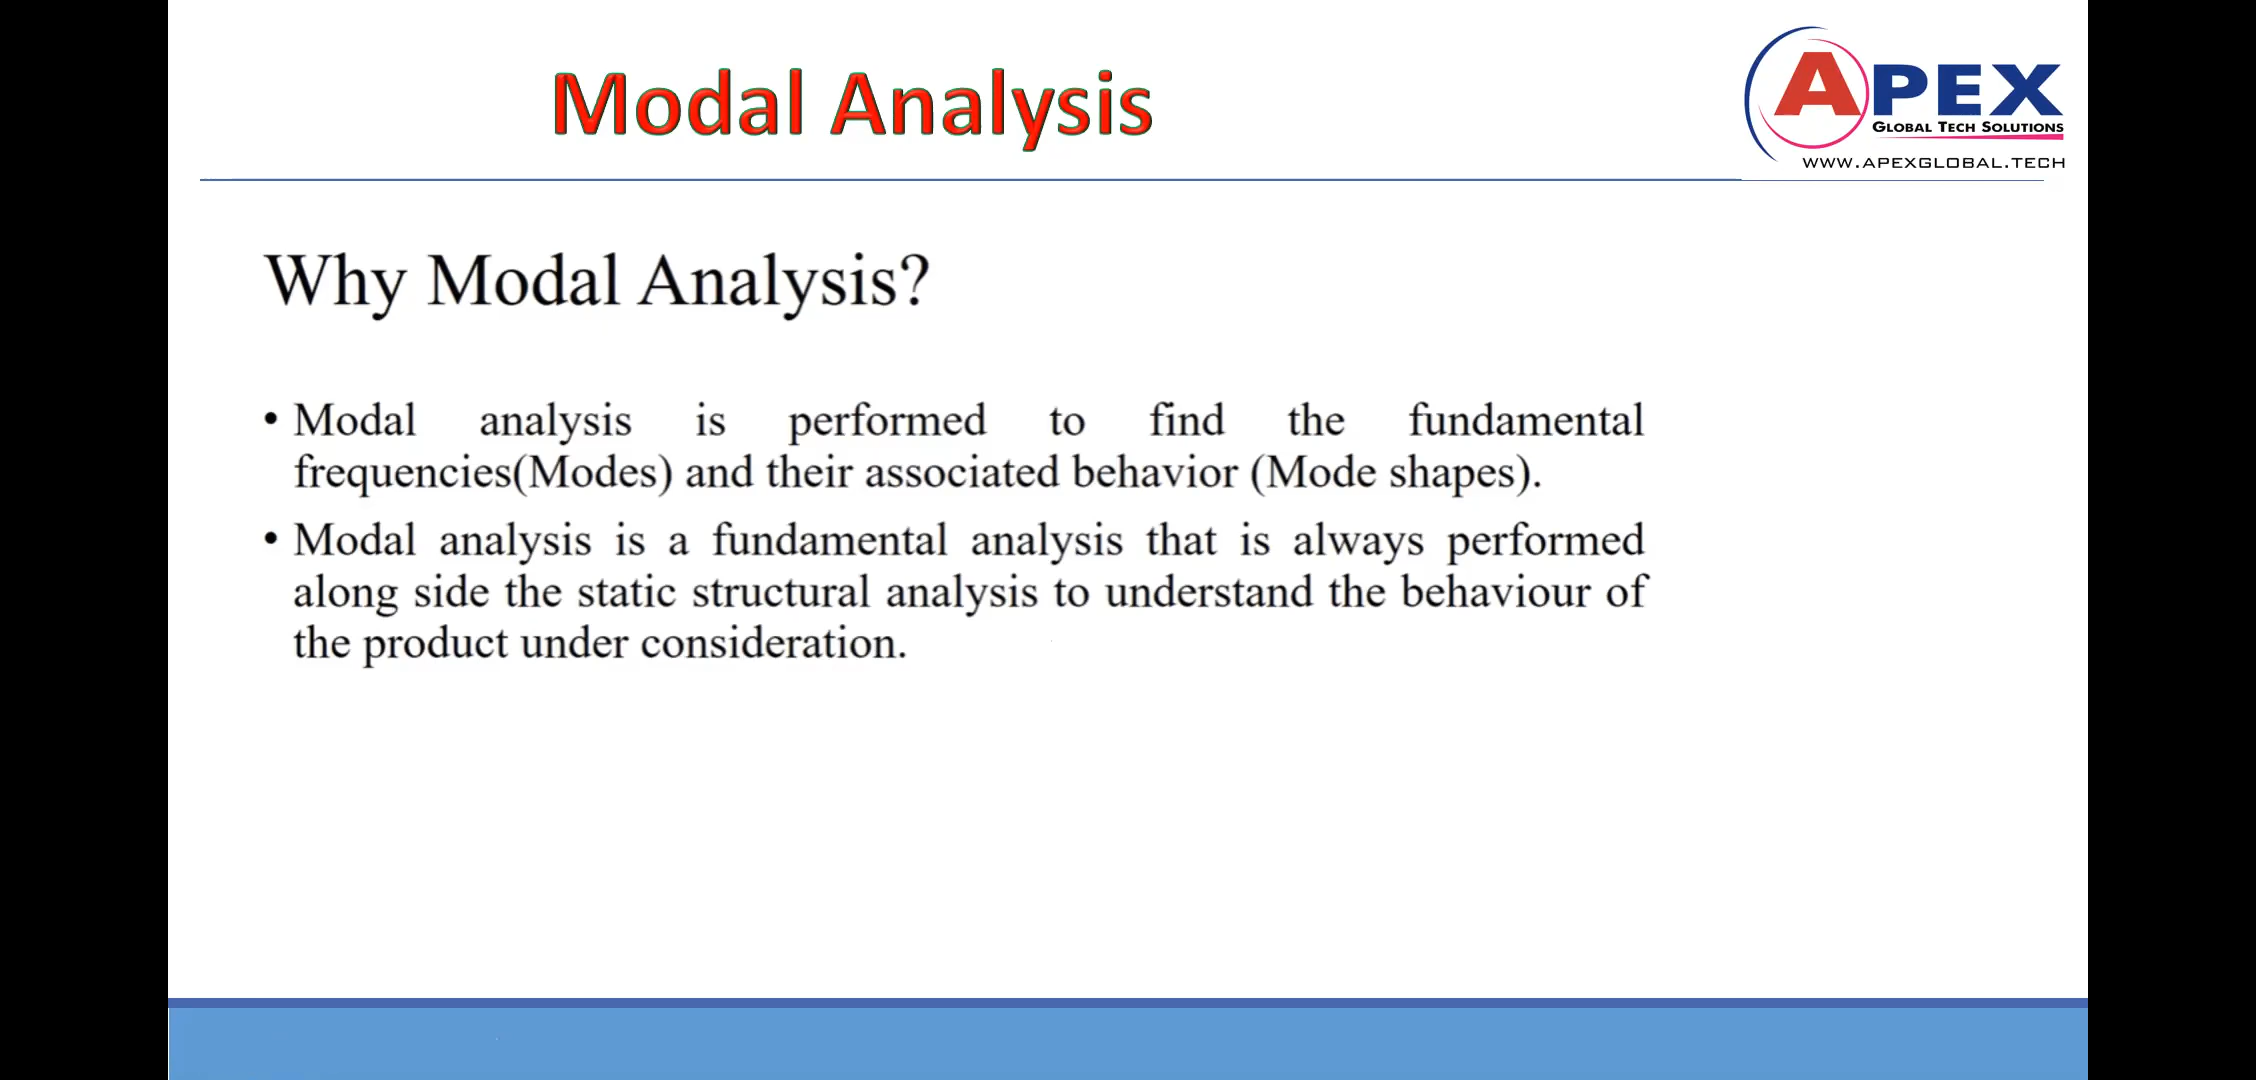 Modal Analysis
APEX
GLOBAL TECH SOLUTIONS
WWW.APEXGLOBAL.TECH
Why Modal Analysis?
• Modal analysis is performed to find the fundamental
frequencies(Modes) and their associated behavior (Mode shapes).
• Modal analysis is a fundamental analysis that is always performed
along side the static structural analysis to understand the behaviour of
the product under consideration.